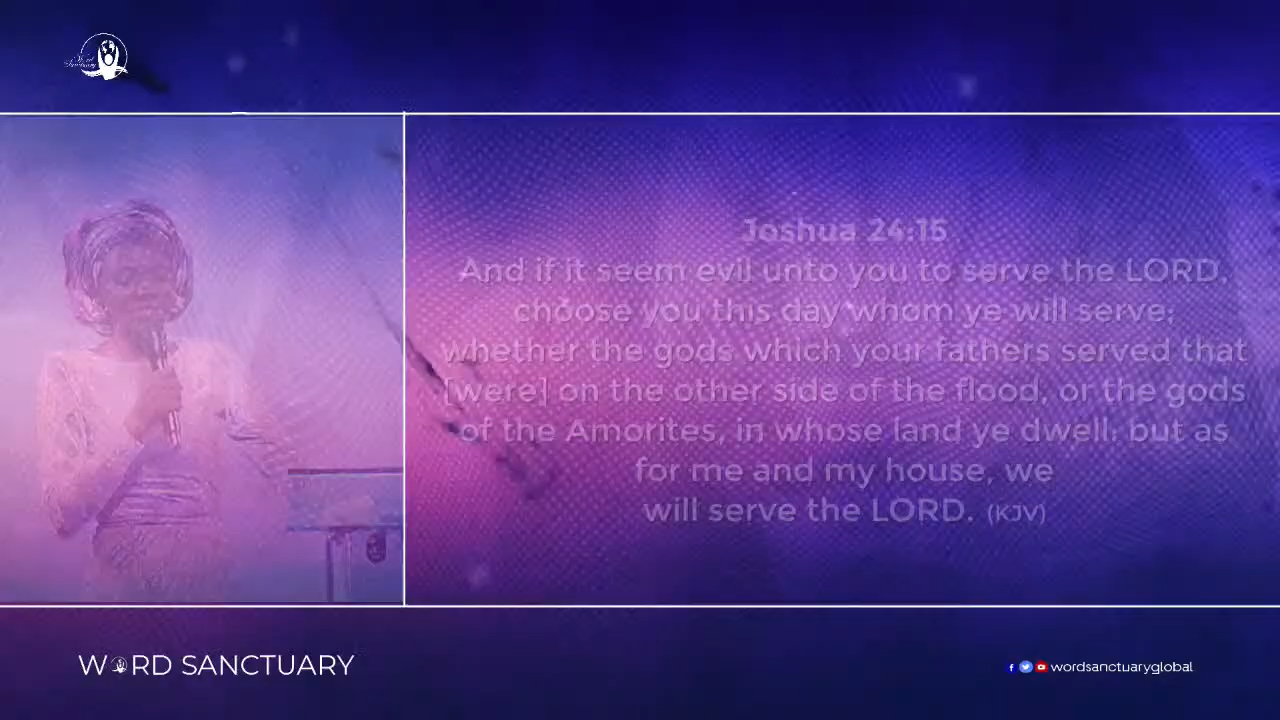 Word
Sanctuary
Joshua 24:15
And if it seem evil unto you to serve the LORD,
choose you this day whom ye will serve;
whether the gods which your fathers served that
[were] on the other side of the flood, or the gods
of the Amorites, in whose land ye dwell: but as
for me and my house, we
will serve the LORD. (KJV)
WORD SANCTUARY
wordsanctuaryglobal